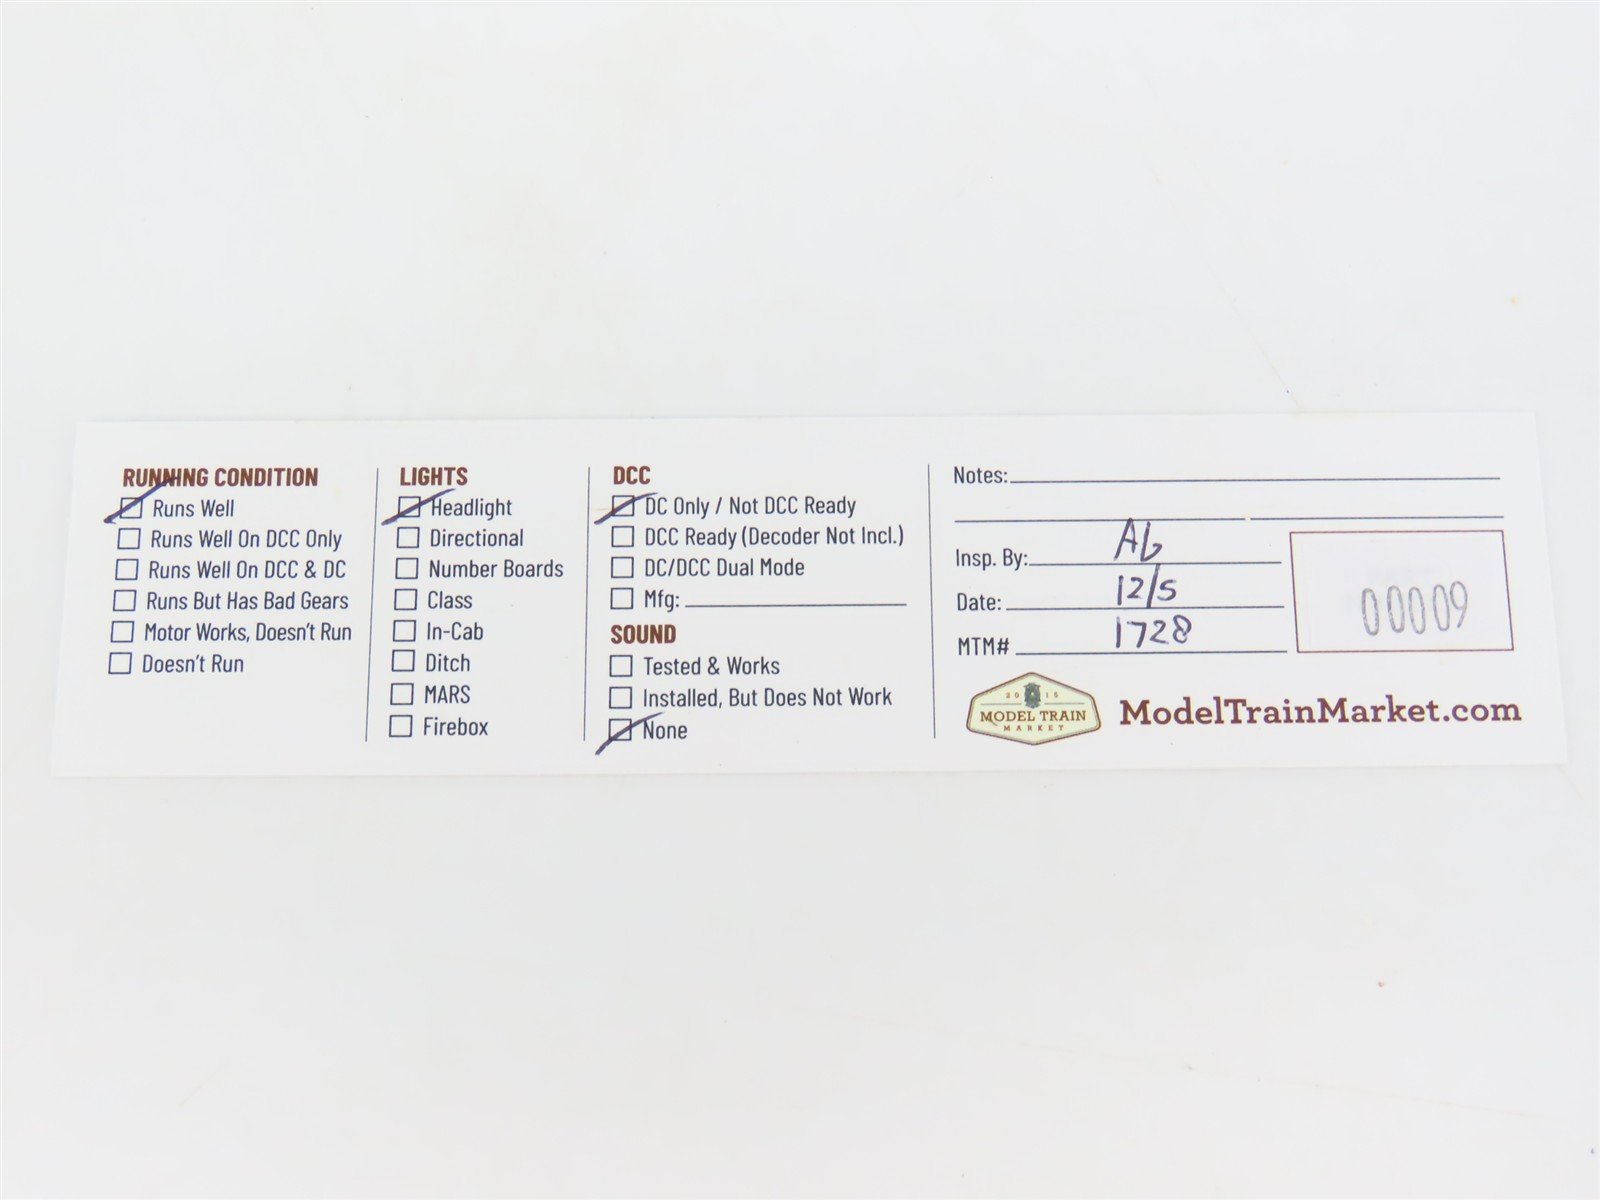 RUNNING CONDITION
Runs Well
Runs Well On DCC Only
Runs Well On DCC & DC
Runs But Has Bad Gears
Motor Works, Doesn't Run
Doesn't Run
LIGHTS
Headlight
Directional
Number Boards
Class
In-Cab
Ditch
MARS
Firebox
DCC
DC Only / Not DCC Ready
DCC Ready (Decoder Not Incl.)
DC/DCC Dual Mode
Mfg:
SOUND
Tested & Works
Installed, But Does Not Work
None
Notes:
Insp. By:
Date: 12/5
MTM# 1728
00009
2015
MODEL TRAIN
MARKET
ModelTrainMarket.com